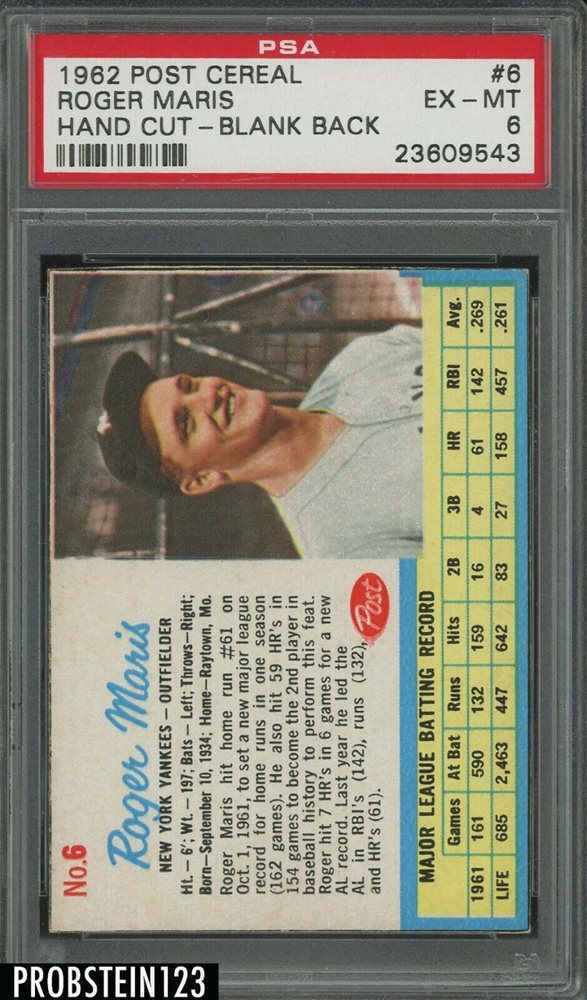 PSA
1962 POST CEREAL #6
ROGER MARIS EX - MT
HAND CUT - BLANK BACK 6
23609543
No.6
Roger Maris
NEW YORK YANKEES — OUTFIELDER
Ht. — 6'; Wt. — 197; Bats — Left; Throws—Right;
Born—September 10, 1934; Home—Raytown, Mo.
Roger Maris hit home run #61 on
Oct. 1, 1961, to set a new major league
record for home runs in one season
(162 games). He also hit 59 HR's in
154 games to become the 2nd player in
baseball history to perform this feat.
Roger hit 7 HR's in 6 games for a new
AL record. Last year he led the
AL in RBI's (142), runs (132),
and HR's (61).
Post
MAJOR LEAGUE BATTING RECORD
Games At Bat Runs Hits 2B 3B HR RBI Avg.
1961 161 590 132 159 16 4 61 142 .269
LIFE 685 2,463 447 642 83 27 158 457 .261
PROBSTEIN123